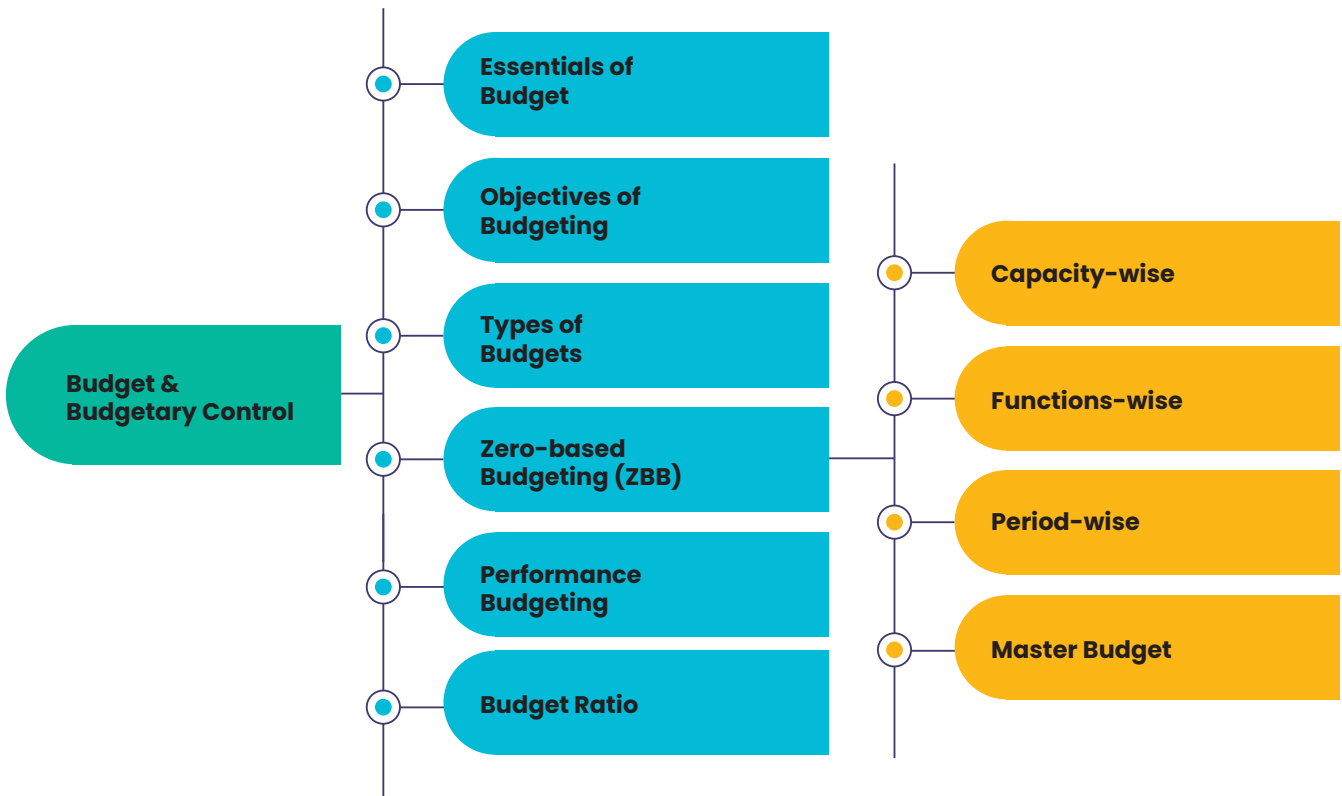 Budget &
Budgetary Control
Essentials of
Budget
Objectives of
Budgeting
Types of
Budgets
Zero-based
Budgeting (ZBB)
Performance
Budgeting
Budget Ratio
Capacity-wise
Functions-wise
Period-wise
Master Budget